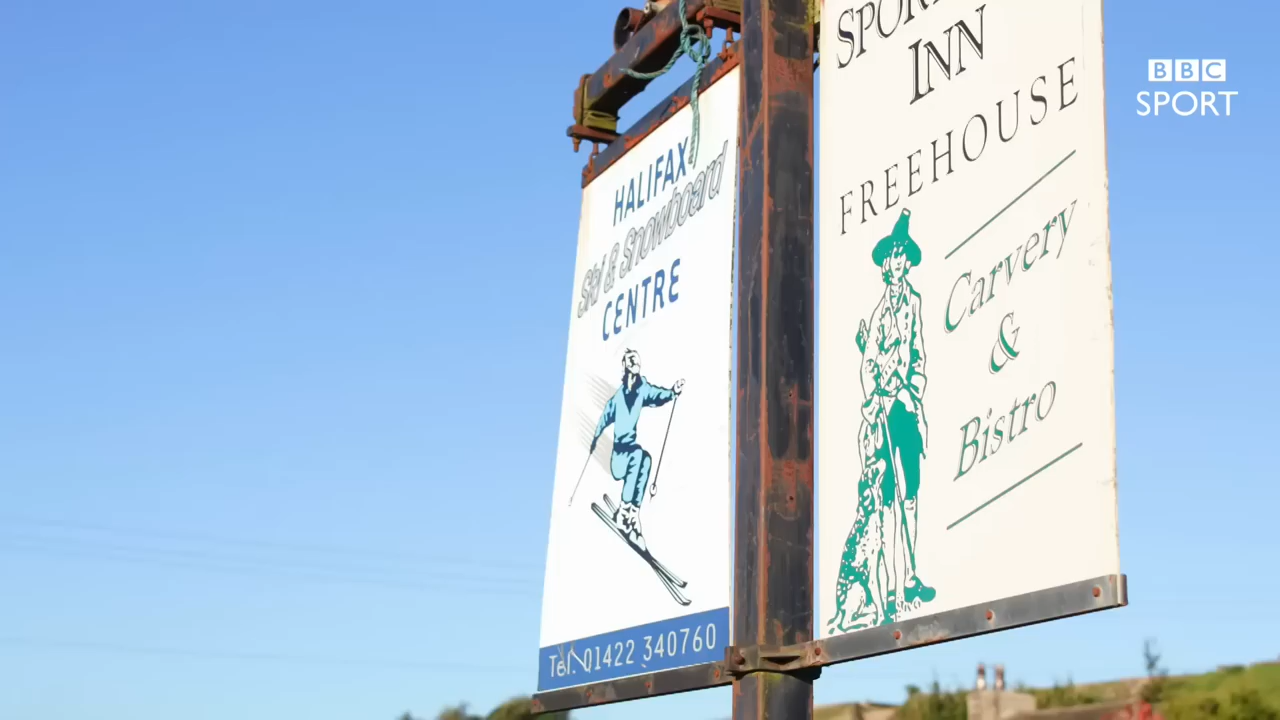 HALIFAX
Ski & Snowboard
CENTRE
Tel. 01422 340760
INN
FREEHOUSE
Carvery
&
Bistro
BBC
SPORT